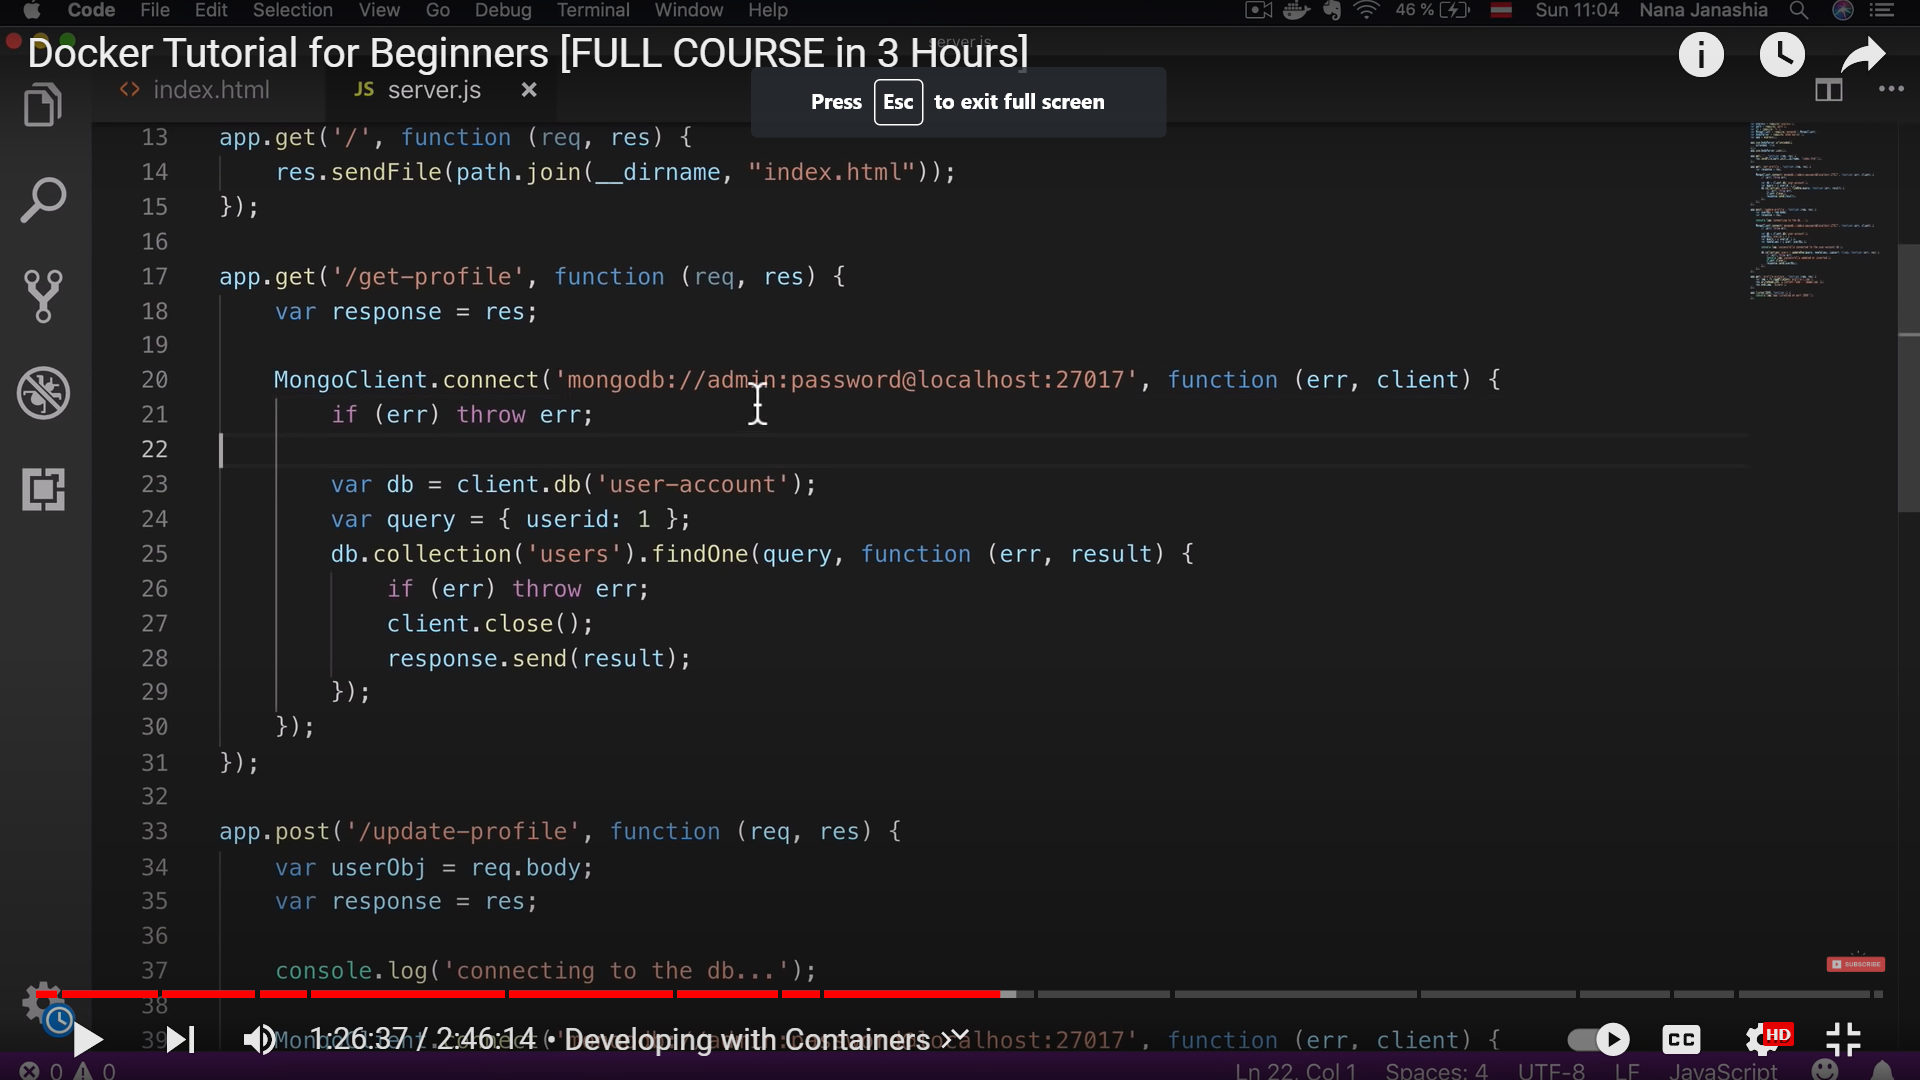 Code File Edit Selection View Go Debug Terminal Window Help 46% Sun 11:04 Nana Janashia
Docker Tutorial for Beginners [FULL COURSE in 3 Hours]
index.html JS server.js
Press Esc to exit full screen
13 app.get('/', function (req, res) {
14 res.sendFile(path.join(__dirname, "index.html"));
15 });
16
17 app.get('/get-profile', function (req, res) {
18 var response = res;
19
20 MongoClient.connect('mongodb://admin:password@localhost:27017', function (err, client) {
21 if (err) throw err;
22
23 var db = client.db('user-account');
24 var query = { userid: 1 };
25 db.collection('users').findOne(query, function (err, result) {
26 if (err) throw err;
27 client.close();
28 response.send(result);
29 });
30 });
31 });
32
33 app.post('/update-profile', function (req, res) {
34 var userObj = req.body;
35 var response = res;
36
37 console.log('connecting to the db...');
SUBSCRIBE
38
39 localhost:27017', function (err, client) {
1:26:37 / 2:46:14 • Developing with Containers CC HD
0 0 Ln 22, Col 1 Spaces: 4 UTF-8 LF JavaScript